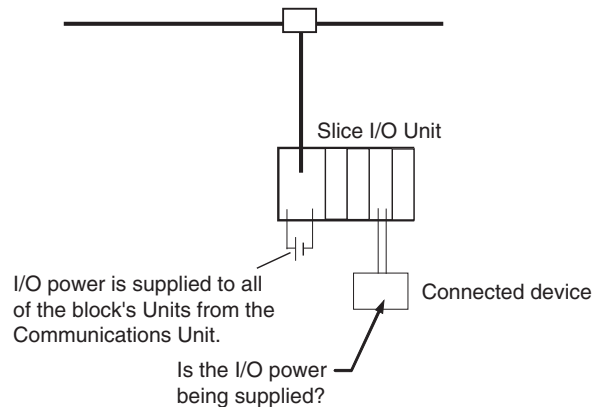 Slice I/O Unit
I/O power is supplied to all
of the block's Units from the
Communications Unit.
Connected device
Is the I/O power
being supplied?